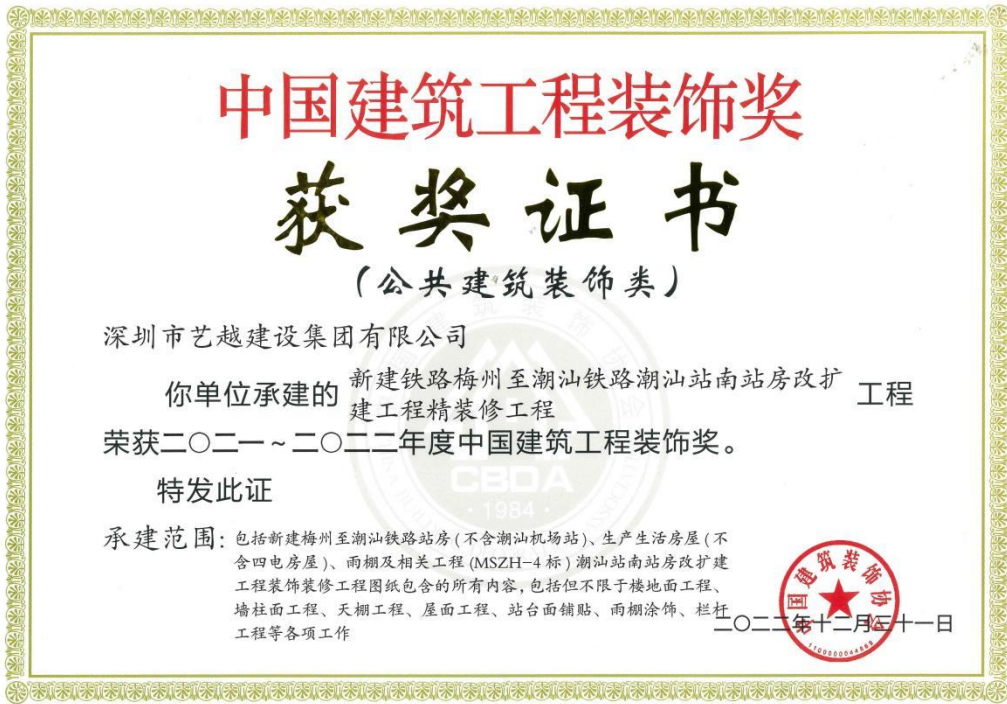 中国建筑工程装饰奖
获奖证书
(公共建筑装饰类)
深圳市艺越建设集团有限公司
你单位承建的 新建铁路梅州至潮汕铁路潮汕站南站房改扩 工程
建工程精装修工程
荣获二〇二一~二〇二二年度中国建筑工程装饰奖。
特发此证
承建范围: 包括新建梅州至潮汕铁路站房(不含潮汕机场站)、生产生活房屋(不
含四电房屋)、雨棚及相关工程(MSZH-4标)潮汕站南站房改扩建
工程装饰装修工程图纸包含的所有内容,包括但不限于楼地面工程、
墙柱面工程、天棚工程、屋面工程、站台面铺贴、雨棚涂饰、栏杆
工程等各项工作
二〇二二年十二月三十一日
中国建筑装饰协会
CBDA
·1984·